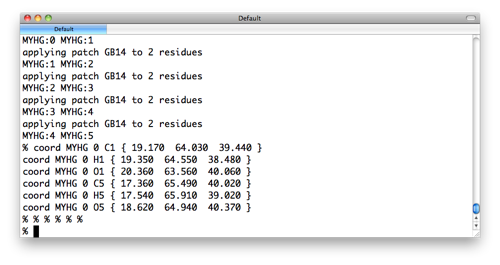 Default
Default
MYHG:0 MYHG:1
applying patch GB14 to 2 residues
MYHG:1 MYHG:2
applying patch GB14 to 2 residues
MYHG:2 MYHG:3
applying patch GB14 to 2 residues
MYHG:3 MYHG:4
applying patch GB14 to 2 residues
MYHG:4 MYHG:5
% coord MYHG 0 C1 { 19.170  64.030  39.440 }
coord MYHG 0 H1 { 19.350  64.550  38.480 }
coord MYHG 0 O1 { 20.360  63.560  40.060 }
coord MYHG 0 C5 { 17.360  65.490  40.020 }
coord MYHG 0 H5 { 17.540  65.910  39.020 }
coord MYHG 0 O5 { 18.620  64.940  40.370 }
% % % % % %
%